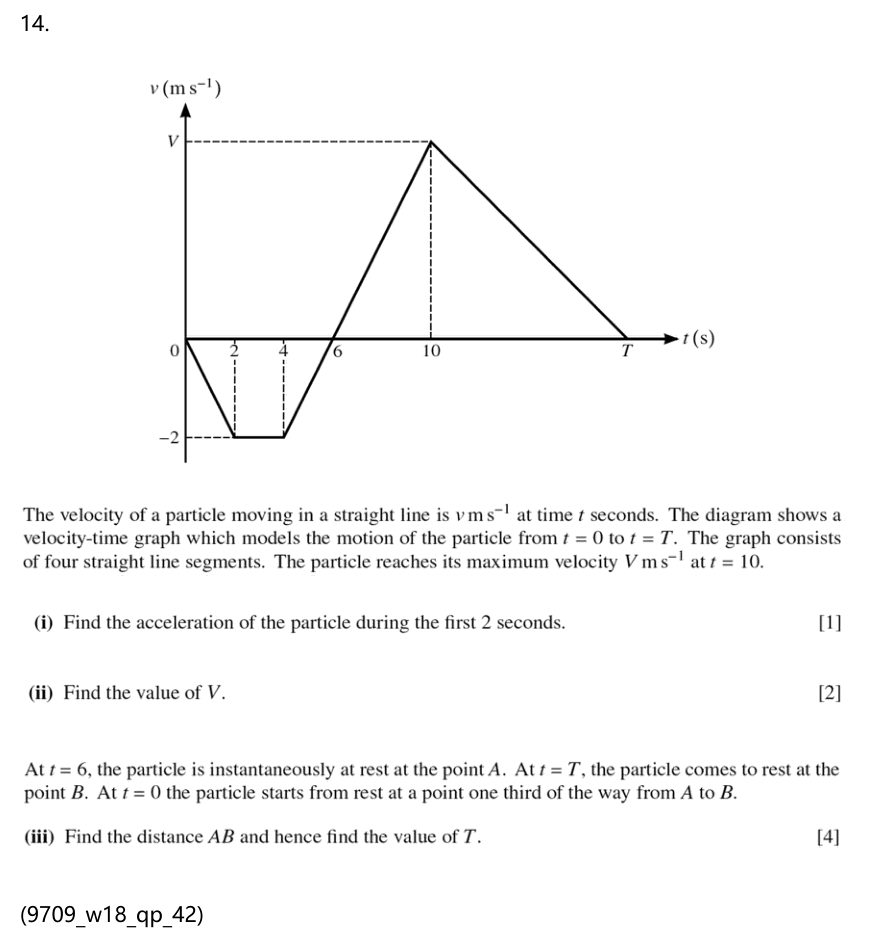 14.
v (m s⁻¹)
V
0 2 4 6 10 T t (s)
−2
The velocity of a particle moving in a straight line is v m s⁻¹ at time t seconds. The diagram shows a
velocity-time graph which models the motion of the particle from t = 0 to t = T. The graph consists
of four straight line segments. The particle reaches its maximum velocity V m s⁻¹ at t = 10.
(i) Find the acceleration of the particle during the first 2 seconds. [1]
(ii) Find the value of V. [2]
At t = 6, the particle is instantaneously at rest at the point A. At t = T, the particle comes to rest at the
point B. At t = 0 the particle starts from rest at a point one third of the way from A to B.
(iii) Find the distance AB and hence find the value of T. [4]
(9709_w18_qp_42)